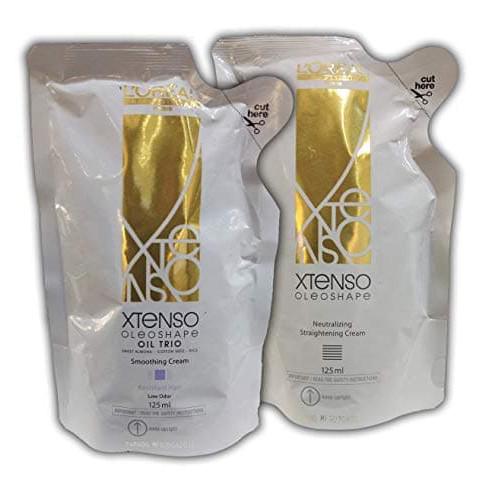 L'ORÉAL
cut
here
XTENSO
XTENSO
OLEOSHAPE
OIL TRIO
SWEET ALMOND - COTTON SEED - RICE
Smoothing Cream
Resistant Hair
Low Odor
125 ml
IMPORTANT : READ THE SAFETY INSTRUCTIONS
keep upright
L'ORÉAL
PROFESSIONNEL
PARIS
cut
here
XTENSO
XTENSO
OLEOSHAPE
Neutralizing
Straightening Cream
125 ml
IMPORTANT : READ THE SAFETY INSTRUCTIONS
keep upright